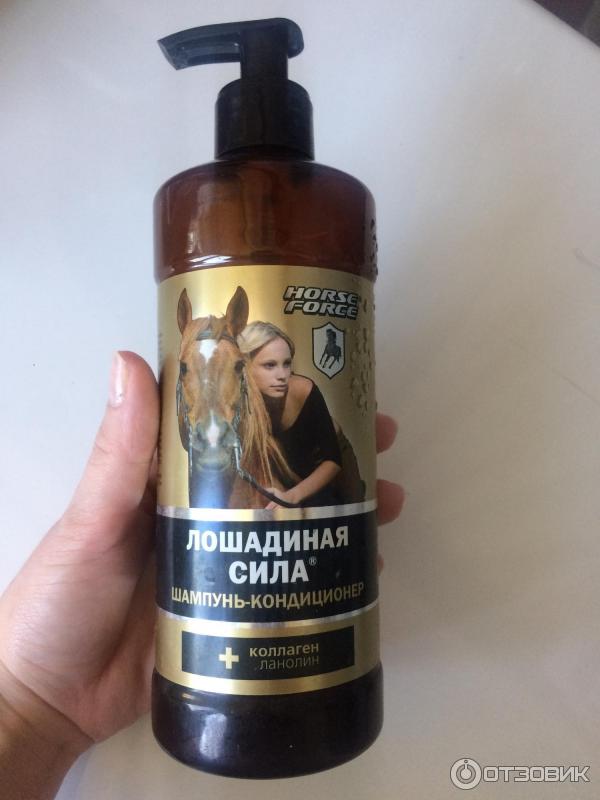 HORSE
FORCE
ЛОШАДИНАЯ
СИЛА®
ШАМПУНЬ-КОНДИЦИОНЕР
+ коллаген
ланолин
ОТЗОВИК